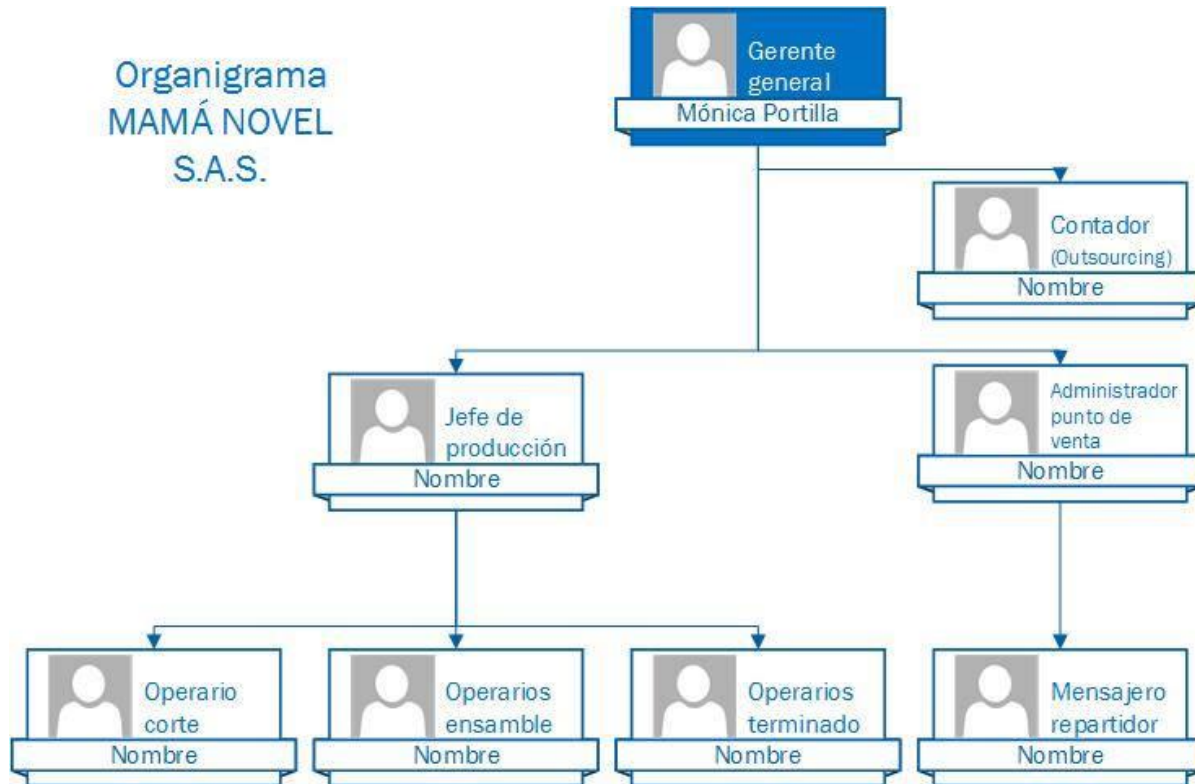 Organigrama
MAMÁ NOVEL
S.A.S.
Gerente
general
Mónica Portilla
Contador
(Outsourcing)
Nombre
Jefe de
producción
Nombre
Administrador
punto de
venta
Nombre
Operario
corte
Nombre
Operarios
ensamble
Nombre
Operarios
terminado
Nombre
Mensajero
repartidor
Nombre